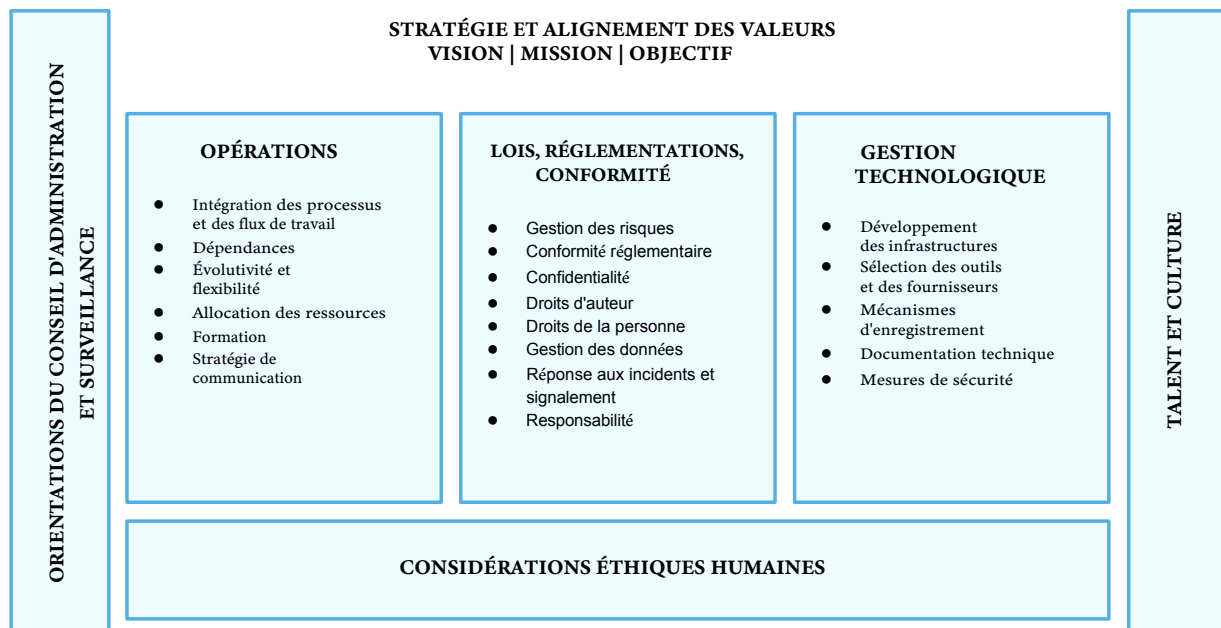 STRATÉGIE ET ALIGNEMENT DES VALEURS
VISION | MISSION | OBJECTIF
ORIENTATIONS DU CONSEIL D'ADMINISTRATION
ET SURVEILLANCE
OPÉRATIONS
● Intégration des processus
et des flux de travail
● Dépendances
● Évolutivité et
flexibilité
● Allocation des ressources
● Formation
● Stratégie de
communication
LOIS, RÉGLEMENTATIONS,
CONFORMITÉ
● Gestion des risques
● Conformité réglementaire
● Confidentialité
● Droits d'auteur
● Droits de la personne
● Gestion des données
● Réponse aux incidents et
signalement
● Responsabilité
GESTION
TECHNOLOGIQUE
● Développement
des infrastructures
● Sélection des outils
et des fournisseurs
● Mécanismes
d'enregistrement
● Documentation technique
● Mesures de sécurité
TALENT ET CULTURE
CONSIDÉRATIONS ÉTHIQUES HUMAINES